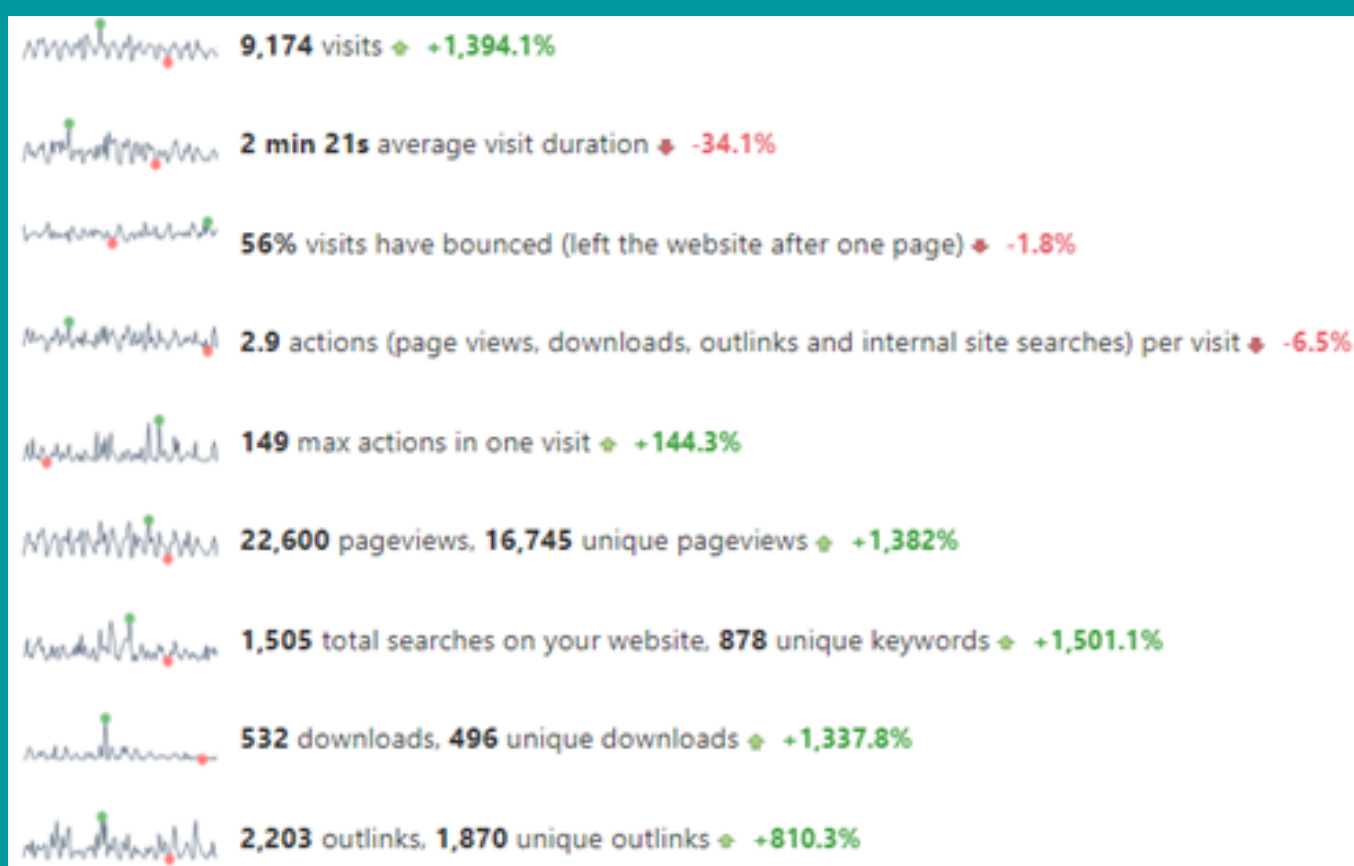 9,174 visits +1,394.1%
2 min 21s average visit duration -34.1%
56% visits have bounced (left the website after one page) -1.8%
2.9 actions (page views, downloads, outlinks and internal site searches) per visit -6.5%
149 max actions in one visit +144.3%
22,600 pageviews, 16,745 unique pageviews +1,382%
1,505 total searches on your website, 878 unique keywords +1,501.1%
532 downloads, 496 unique downloads +1,337.8%
2,203 outlinks, 1,870 unique outlinks +810.3%